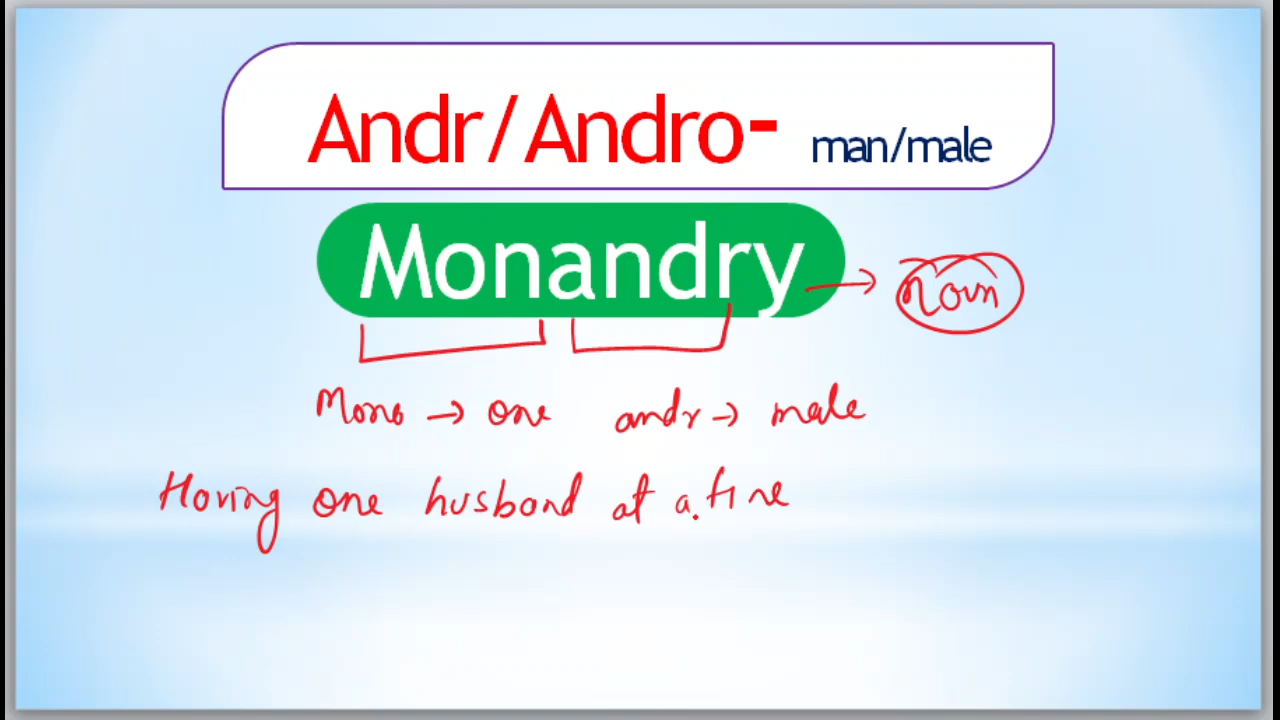 Andr/Andro- man/male
Monandry → noun
Mono → one andr → male
Having one husband at a time